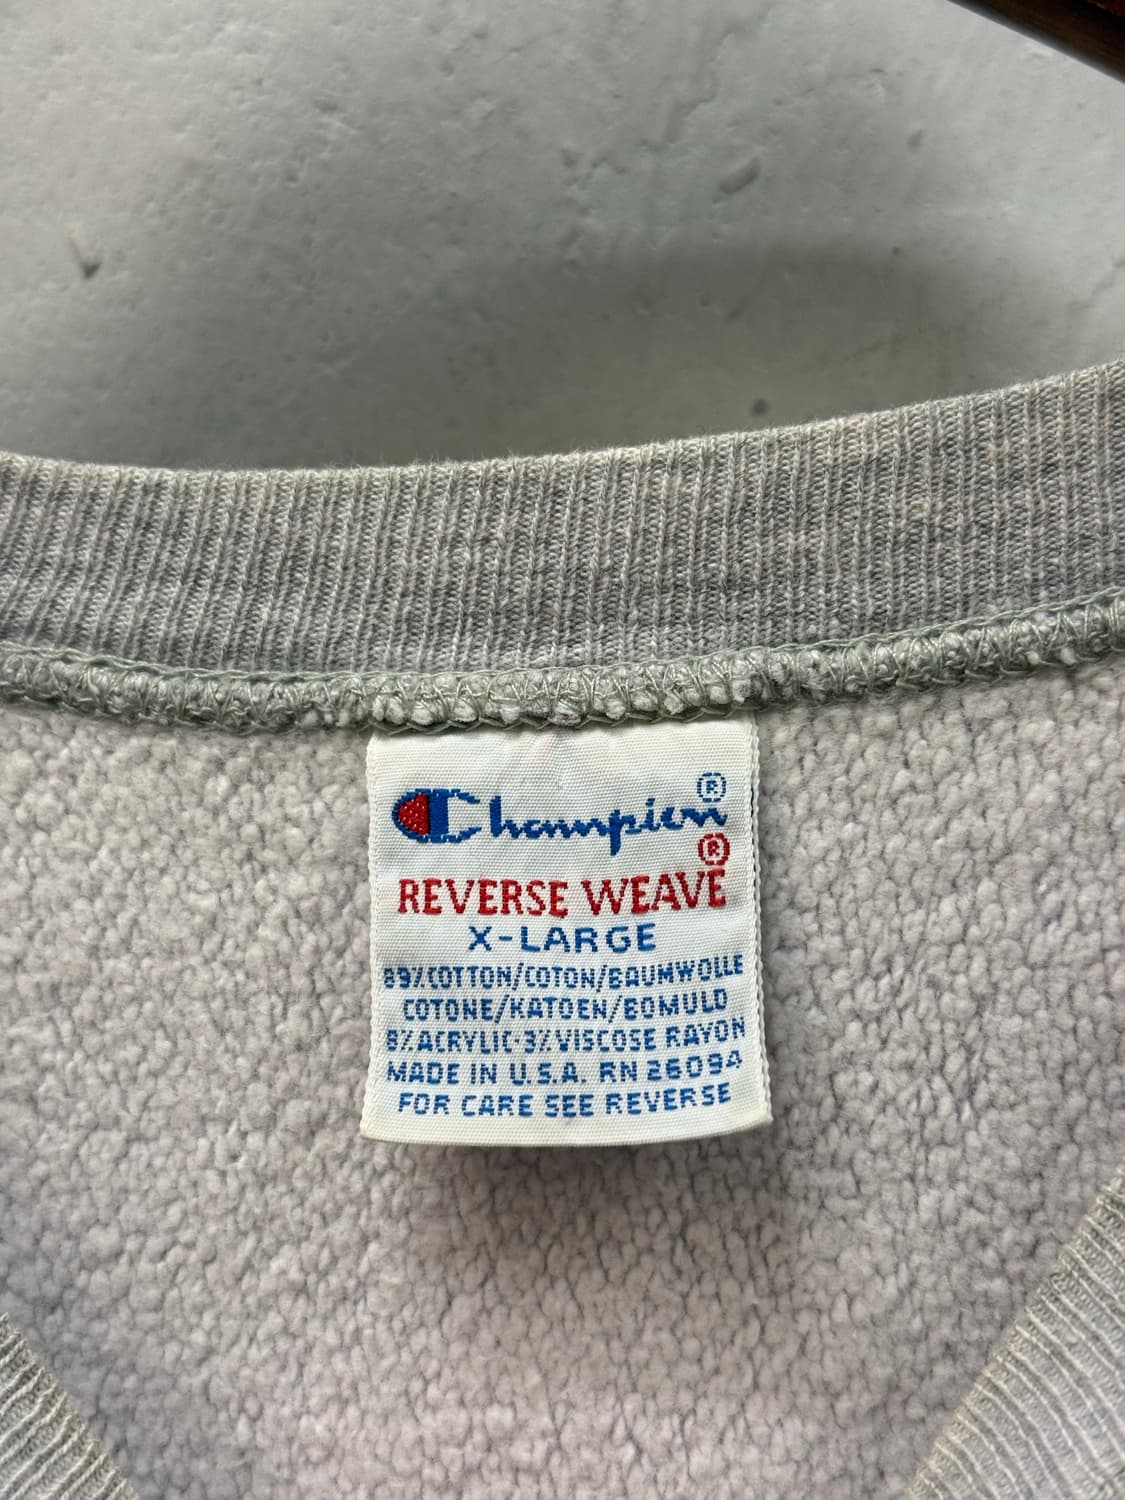 Champion®
REVERSE WEAVE®
X-LARGE
89%COTTON/COTON/BAUMWOLLE
COTONE/KATOEN/BOMULD
8%ACRYLIC-3%VISCOSE RAYON
MADE IN U.S.A. RN 26094
FOR CARE SEE REVERSE